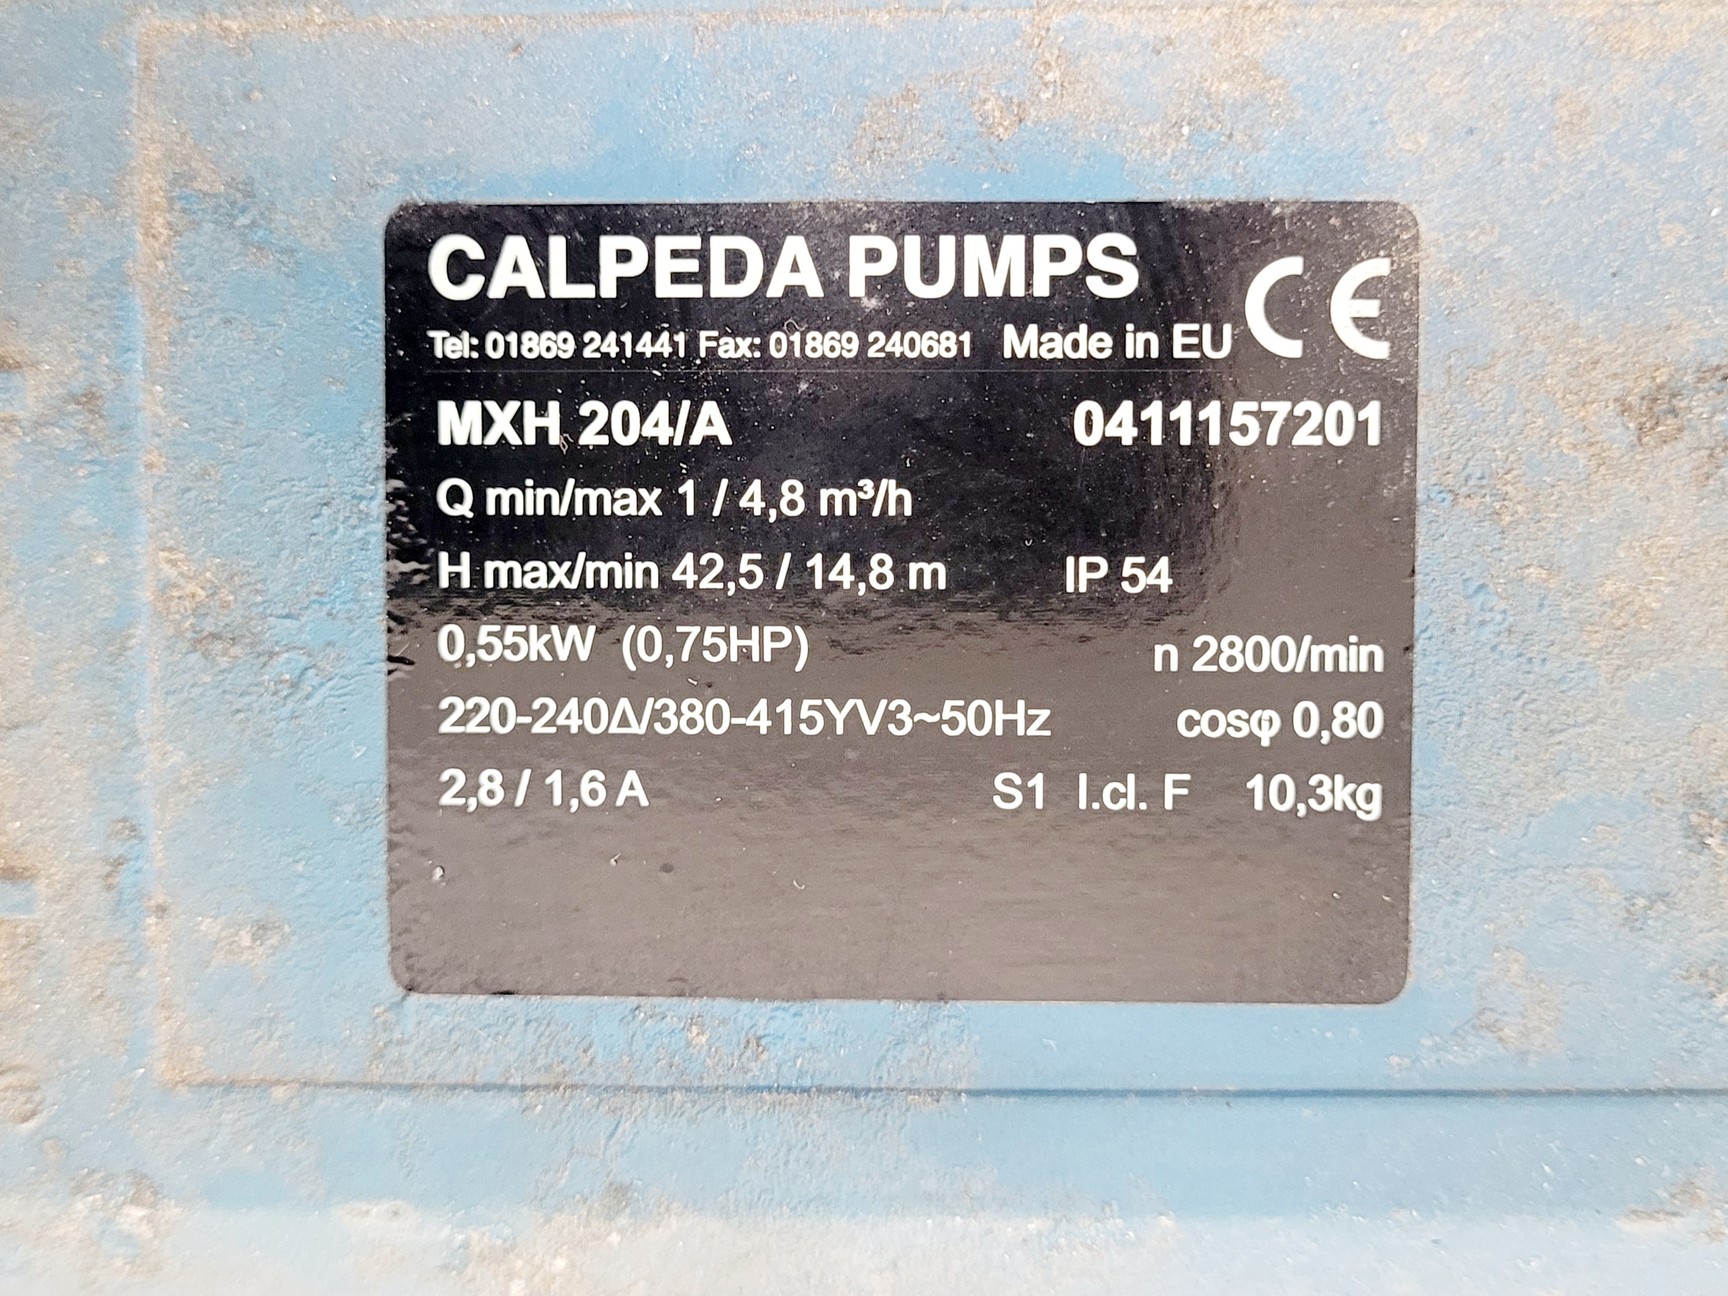 CALPEDA PUMPS CE
Tel: 01869 241441 Fax: 01869 240681 Made in EU
MXH 204/A 0411157201
Q min/max 1 / 4,8 m³/h
H max/min 42,5 / 14,8 m IP 54
0,55kW (0,75HP) n 2800/min
220-240Δ/380-415YV3~50Hz cosφ 0,80
2,8 / 1,6 A S1 I.cl. F 10,3kg